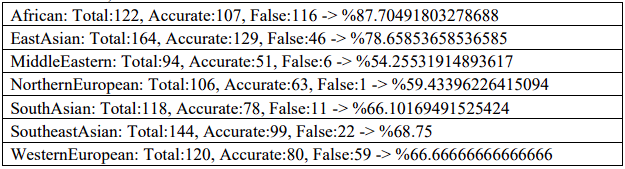 African: Total:122, Accurate:107, False:116 -> %87.70491803278688
EastAsian: Total:164, Accurate:129, False:46 -> %78.65853658536585
MiddleEastern: Total:94, Accurate:51, False:6 -> %54.25531914893617
NorthernEuropean: Total:106, Accurate:63, False:1 -> %59.43396226415094
SouthAsian: Total:118, Accurate:78, False:11 -> %66.10169491525424
SoutheastAsian: Total:144, Accurate:99, False:22 -> %68.75
WesternEuropean: Total:120, Accurate:80, False:59 -> %66.66666666666666